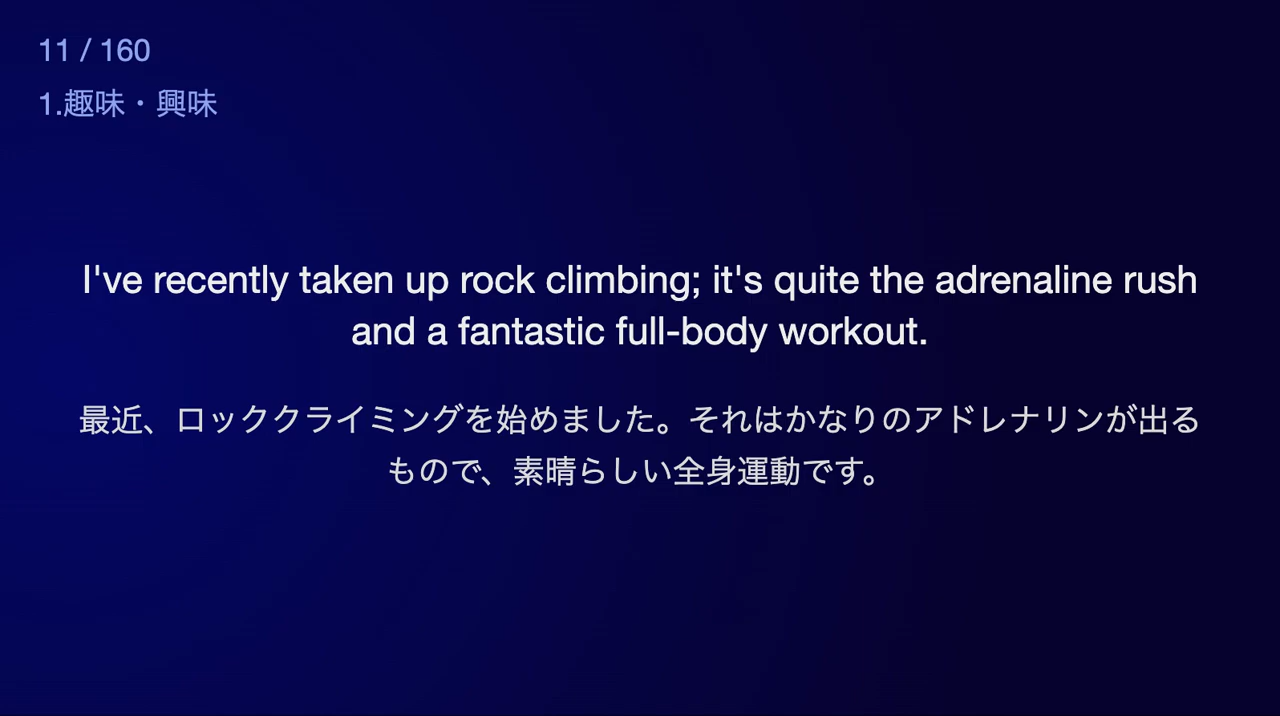 11 / 160
1.趣味・興味
I've recently taken up rock climbing; it's quite the adrenaline rush
and a fantastic full-body workout.
最近、ロッククライミングを始めました。それはかなりのアドレナリンが出る
もので、素晴らしい全身運動です。